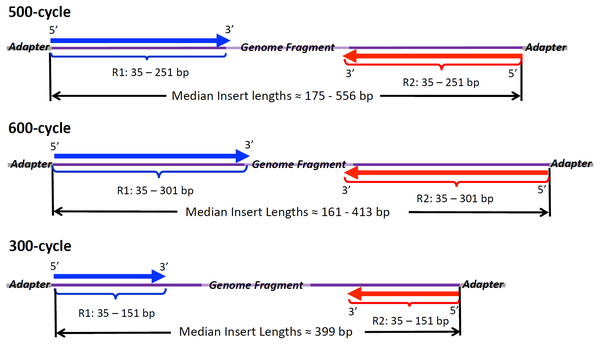 500-cycle
5’ 3’
Adapter Genome Fragment Adapter
3’ 5’
R1: 35 – 251 bp R2: 35 – 251 bp
Median Insert lengths ≈ 175 - 556 bp
600-cycle
5’ 3’
Adapter Genome Fragment Adapter
3’ 5’
R1: 35 – 301 bp R2: 35 – 301 bp
Median Insert Lengths ≈ 161 - 413 bp
300-cycle
5’ 3’
Adapter Genome Fragment Adapter
3’ 5’
R1: 35 – 151 bp R2: 35 – 151 bp
Median Insert Lengths ≈ 399 bp